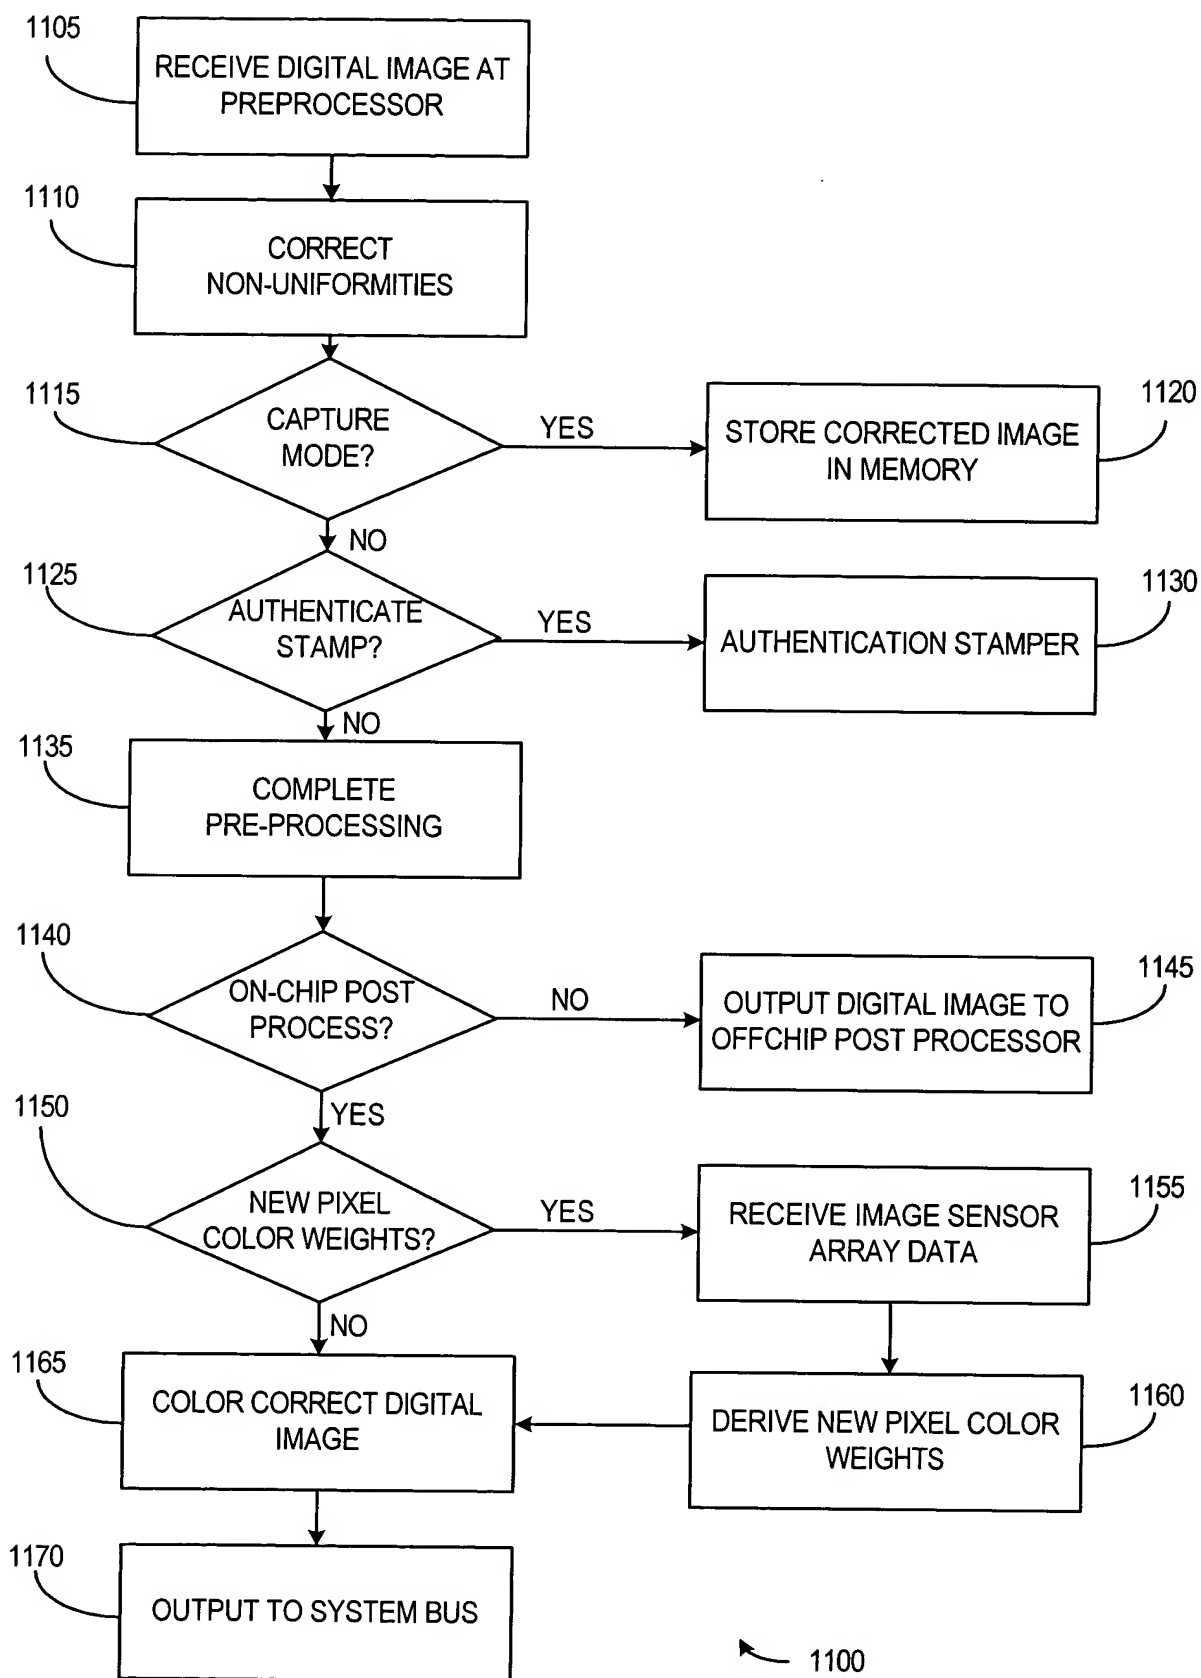 1105
RECEIVE DIGITAL IMAGE AT
PREPROCESSOR
1110
CORRECT
NON-UNIFORMITIES
1115
CAPTURE
MODE?
YES
STORE CORRECTED IMAGE
IN MEMORY
1120
NO
1125
AUTHENTICATE
STAMP?
YES
AUTHENTICATION STAMPER
1130
NO
1135
COMPLETE
PRE-PROCESSING
1140
ON-CHIP POST
PROCESS?
NO
OUTPUT DIGITAL IMAGE TO
OFFCHIP POST PROCESSOR
1145
YES
1150
NEW PIXEL
COLOR WEIGHTS?
YES
RECEIVE IMAGE SENSOR
ARRAY DATA
1155
NO
1165
COLOR CORRECT DIGITAL
IMAGE
DERIVE NEW PIXEL COLOR
WEIGHTS
1160
1170
OUTPUT TO SYSTEM BUS
1100